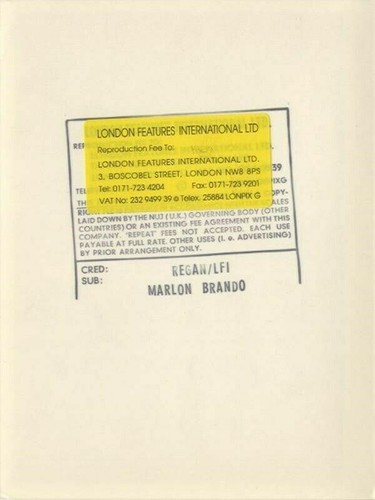 LONDON FEATURES INTERNATIONAL LTD
Reproduction Fee To:
LONDON FEATURES INTERNATIONAL LTD.
3, BOSCOBEL STREET, LONDON NW8 8PS
Tel: 0171-723 4204 Fax: 0171-723 9201
VAT No: 232 9499 39 Telex. 25884 LONPIX G
LAID DOWN BY THE NUJ (U.K.) GOVERNING BODY (OTHER
COUNTRIES) OR AN EXISTING FEE AGREEMENT WITH THIS
COMPANY. 'REPEAT' FEES NOT ACCEPTED. EACH USE
PAYABLE AT FULL RATE. OTHER USES (i. e. ADVERTISING)
BY PRIOR ARRANGEMENT ONLY.
CRED: REGAN/LFI
SUB: MARLON BRANDO